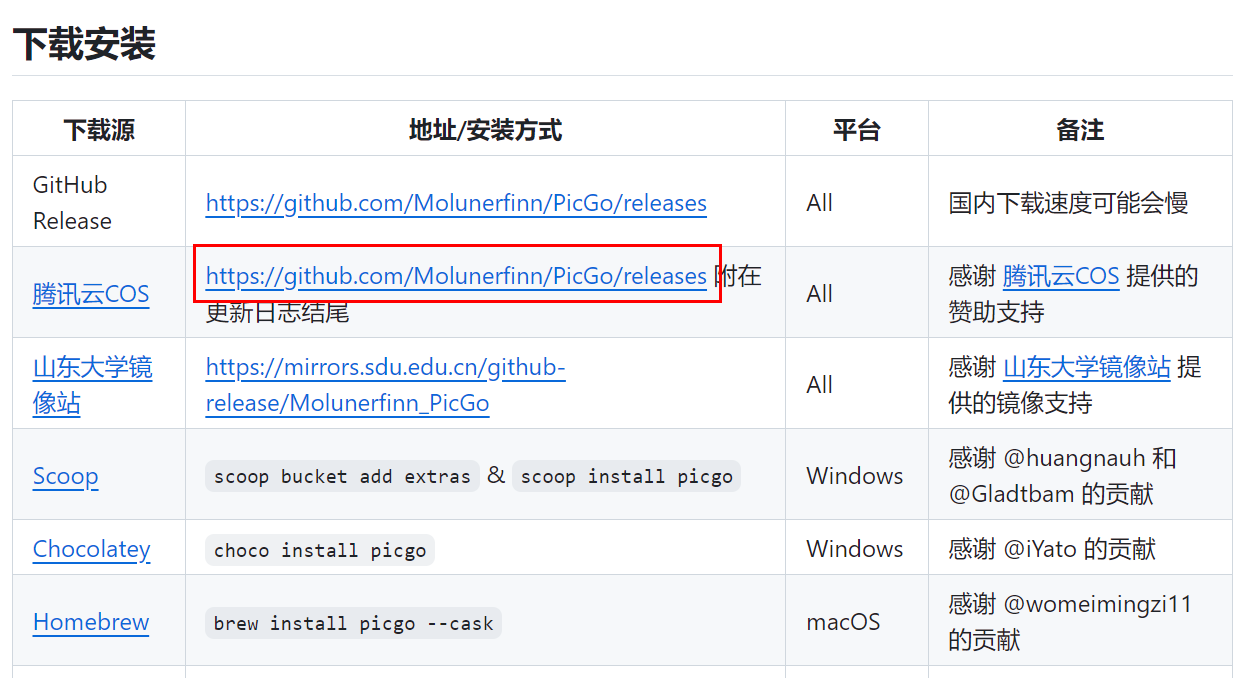 下载安装
下载源 地址/安装方式 平台 备注
GitHub
Release
https://github.com/Molunerfinn/PicGo/releases
All
国内下载速度可能会慢
腾讯云COS
https://github.com/Molunerfinn/PicGo/releases 附在
更新日志结尾
All
感谢 腾讯云COS 提供的
赞助支持
山东大学镜
像站
https://mirrors.sdu.edu.cn/github-
release/Molunerfinn_PicGo
All
感谢 山东大学镜像站 提
供的镜像支持
Scoop
scoop bucket add extras & scoop install picgo
Windows
感谢 @huangnauh 和
@Gladtbam 的贡献
Chocolatey
choco install picgo
Windows
感谢 @iYato 的贡献
Homebrew
brew install picgo --cask
macOS
感谢 @womeimingzi11
的贡献